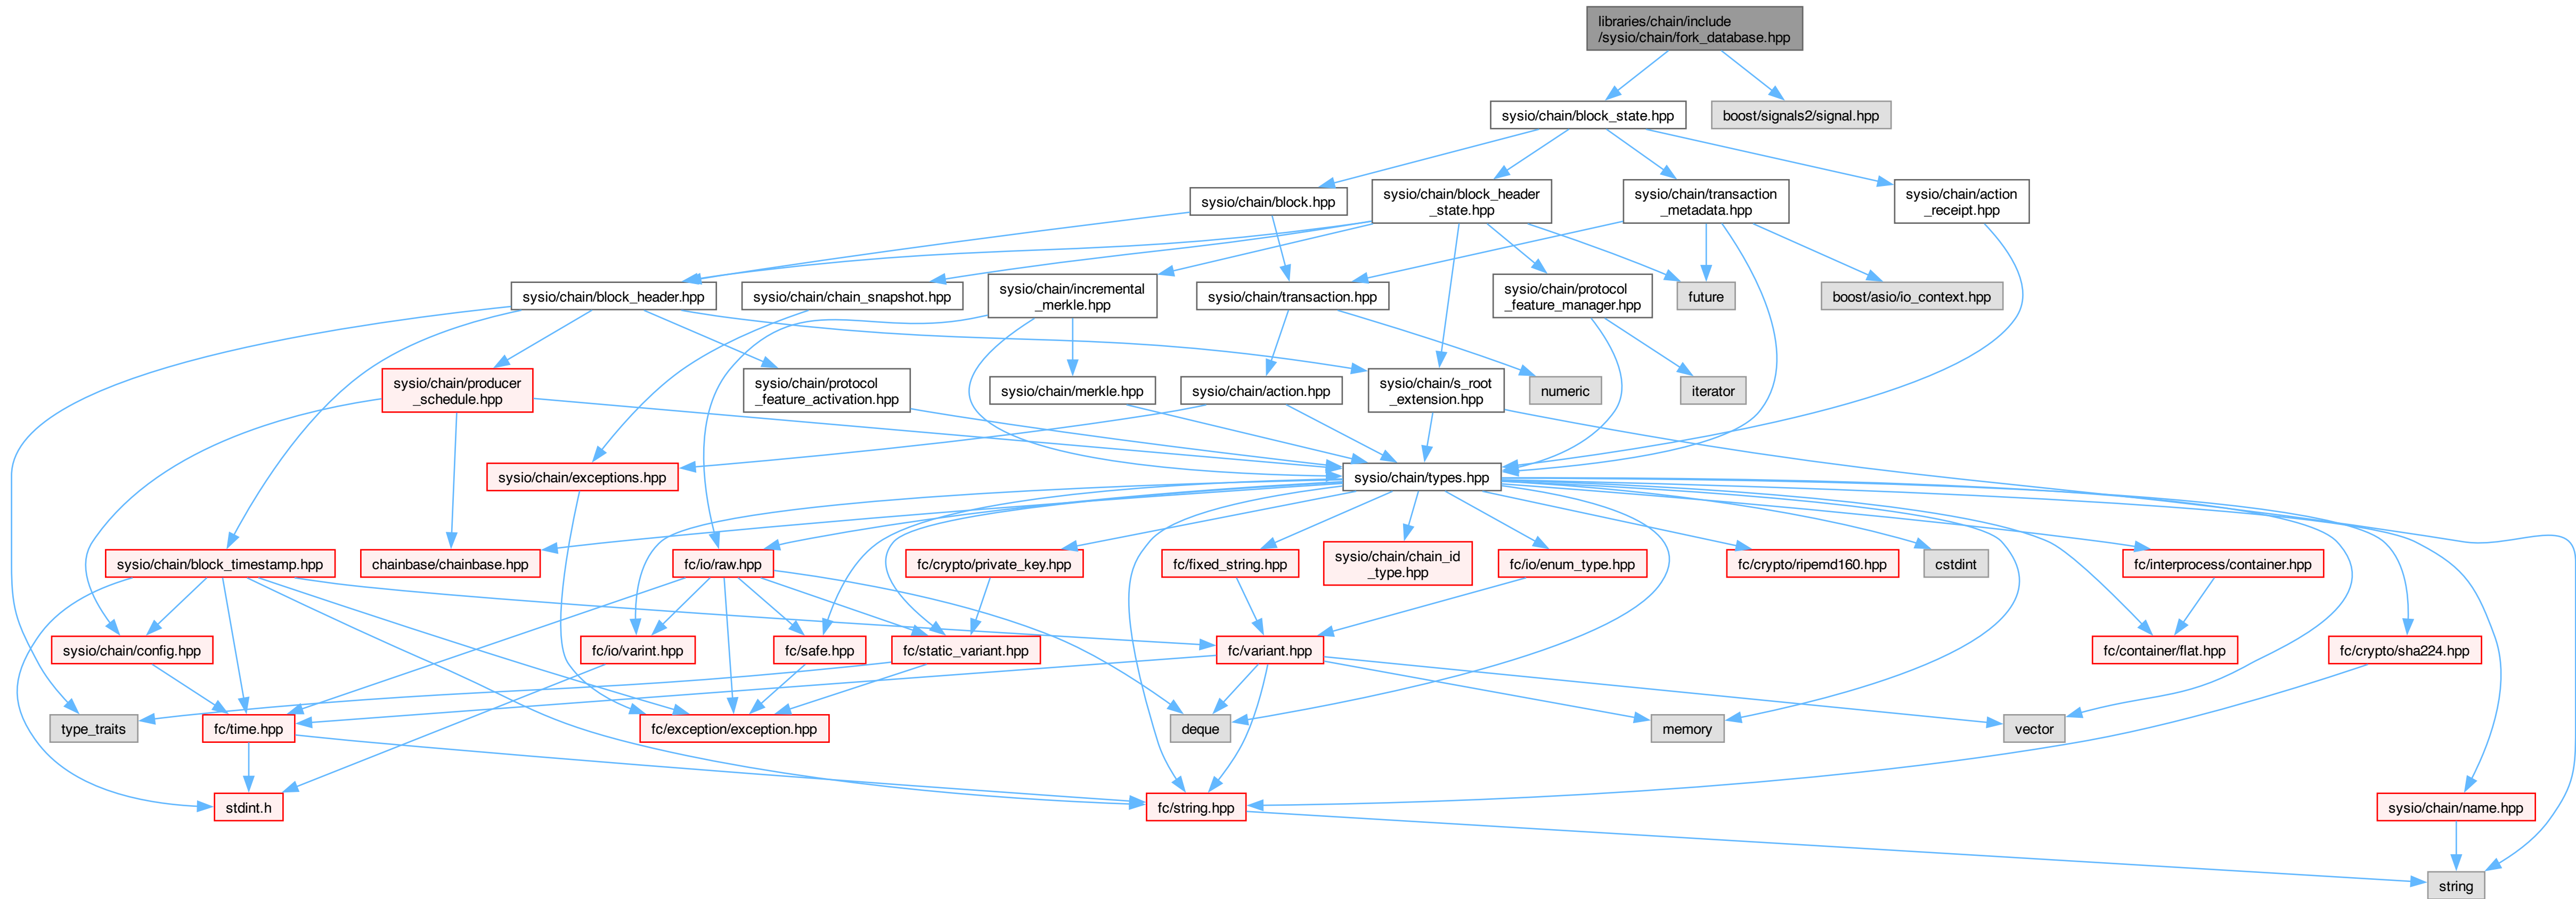 libraries/chain/include
/sysio/chain/fork_database.hpp
sysio/chain/block_state.hpp
boost/signals2/signal.hpp
sysio/chain/block.hpp
sysio/chain/block_header
_state.hpp
sysio/chain/transaction
_metadata.hpp
sysio/chain/action
_receipt.hpp
sysio/chain/block_header.hpp
sysio/chain/chain_snapshot.hpp
sysio/chain/incremental
_merkle.hpp
sysio/chain/transaction.hpp
sysio/chain/protocol
_feature_manager.hpp
future
boost/asio/io_context.hpp
sysio/chain/producer
_schedule.hpp
sysio/chain/protocol
_feature_activation.hpp
sysio/chain/merkle.hpp
sysio/chain/action.hpp
sysio/chain/s_root
_extension.hpp
numeric
iterator
sysio/chain/exceptions.hpp
sysio/chain/types.hpp
sysio/chain/block_timestamp.hpp
chainbase/chainbase.hpp
fc/io/raw.hpp
fc/crypto/private_key.hpp
fc/fixed_string.hpp
sysio/chain/chain_id
_type.hpp
fc/io/enum_type.hpp
fc/crypto/ripemd160.hpp
cstdint
fc/interprocess/container.hpp
sysio/chain/config.hpp
fc/io/varint.hpp
fc/safe.hpp
fc/static_variant.hpp
fc/variant.hpp
fc/container/flat.hpp
fc/crypto/sha224.hpp
type_traits
fc/time.hpp
fc/exception/exception.hpp
deque
memory
vector
stdint.h
fc/string.hpp
sysio/chain/name.hpp
string